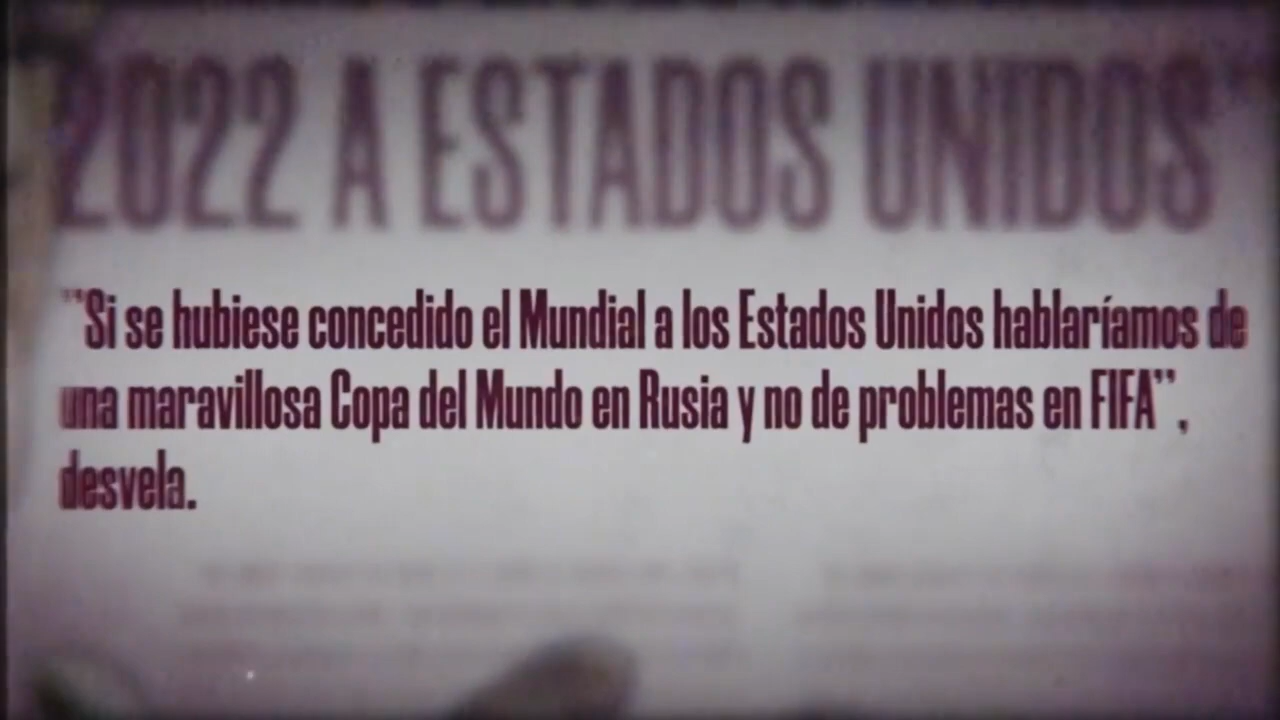 2022 A ESTADOS UNIDOS"
"Si se hubiese concedido el Mundial a los Estados Unidos hablaríamos de
una maravillosa Copa del Mundo en Rusia y no de problemas en FIFA",
desvela.